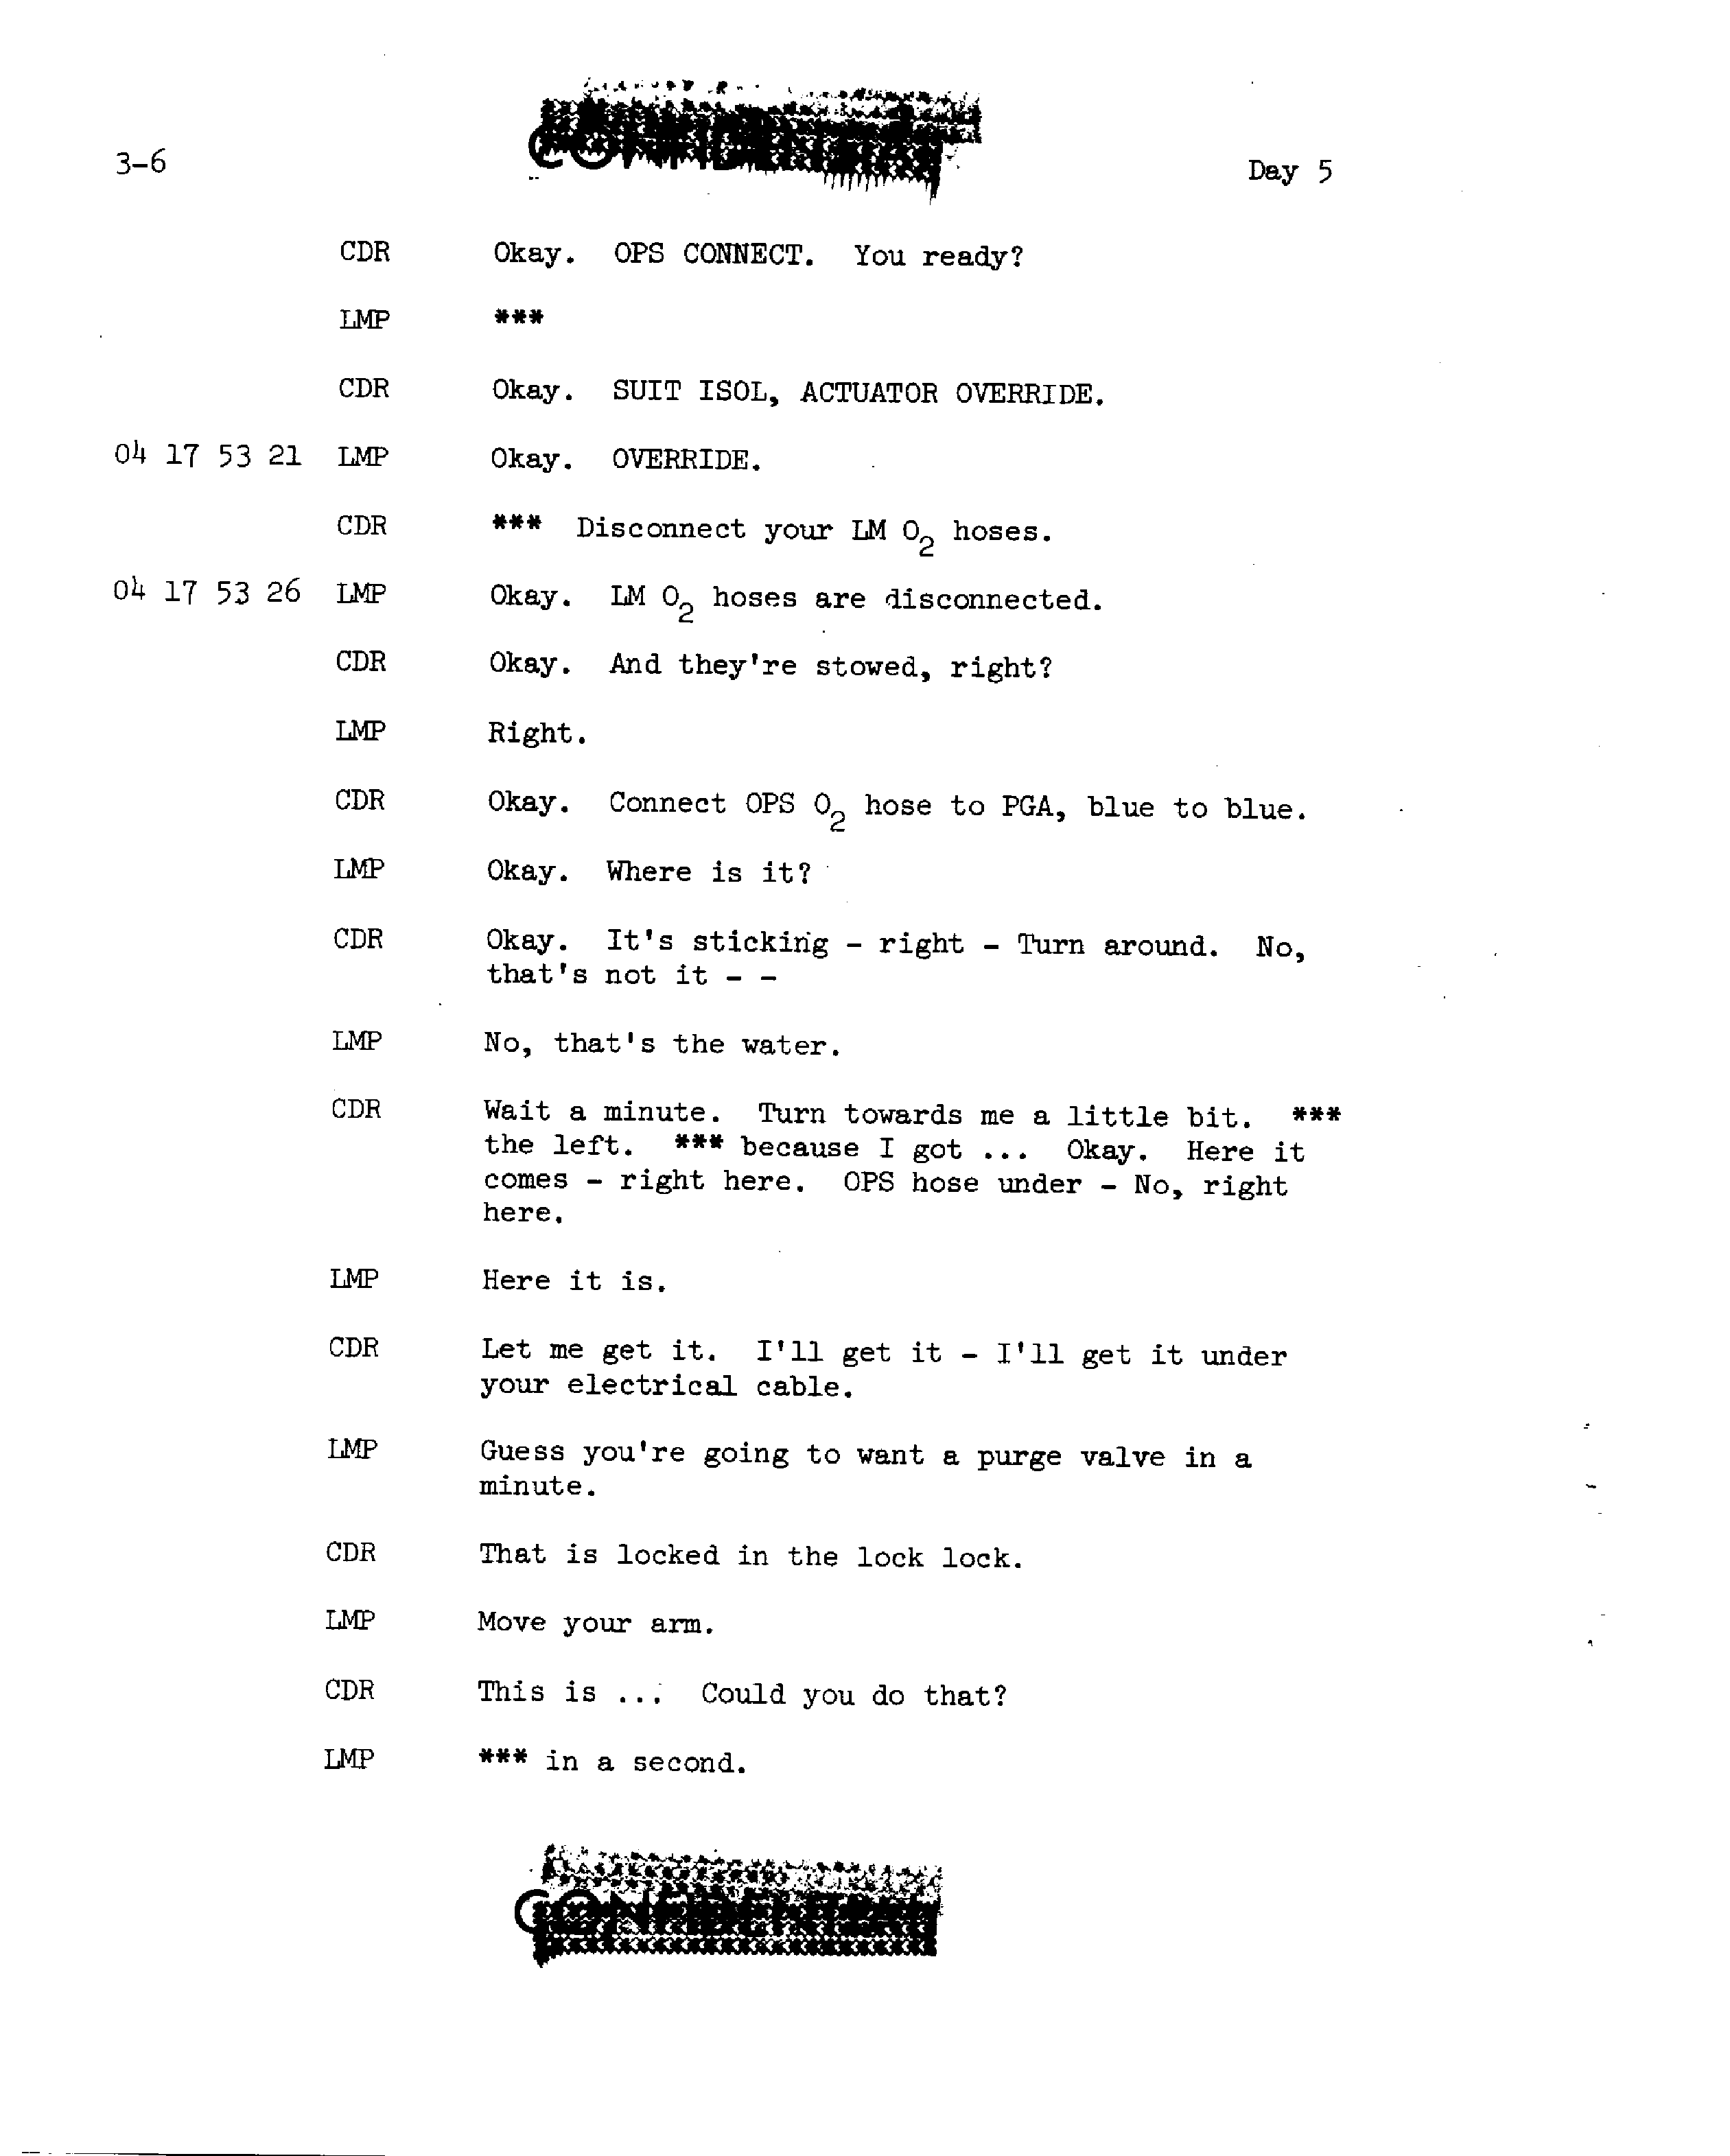 CONFIDENTIAL
3-6
Day 5
CDR Okay. OPS CONNECT. You ready?
LMP ***
CDR Okay. SUIT ISOL, ACTUATOR OVERRIDE.
04 17 53 21 LMP Okay. OVERRIDE.
CDR *** Disconnect your LM O2 hoses.
04 17 53 26 LMP Okay. LM O2 hoses are disconnected.
CDR Okay. And they're stowed, right?
LMP Right.
CDR Okay. Connect OPS O2 hose to PGA, blue to blue.
LMP Okay. Where is it?
CDR Okay. It's sticking - right - Turn around. No,
that's not it - -
LMP No, that's the water.
CDR Wait a minute. Turn towards me a little bit. ***
the left. *** because I got ... Okay. Here it
comes - right here. OPS hose under - No, right
here.
LMP Here it is.
CDR Let me get it. I'll get it - I'll get it under
your electrical cable.
LMP Guess you're going to want a purge valve in a
minute.
CDR That is locked in the lock lock.
LMP Move your arm.
CDR This is ... Could you do that?
LMP *** in a second.
CONFIDENTIAL